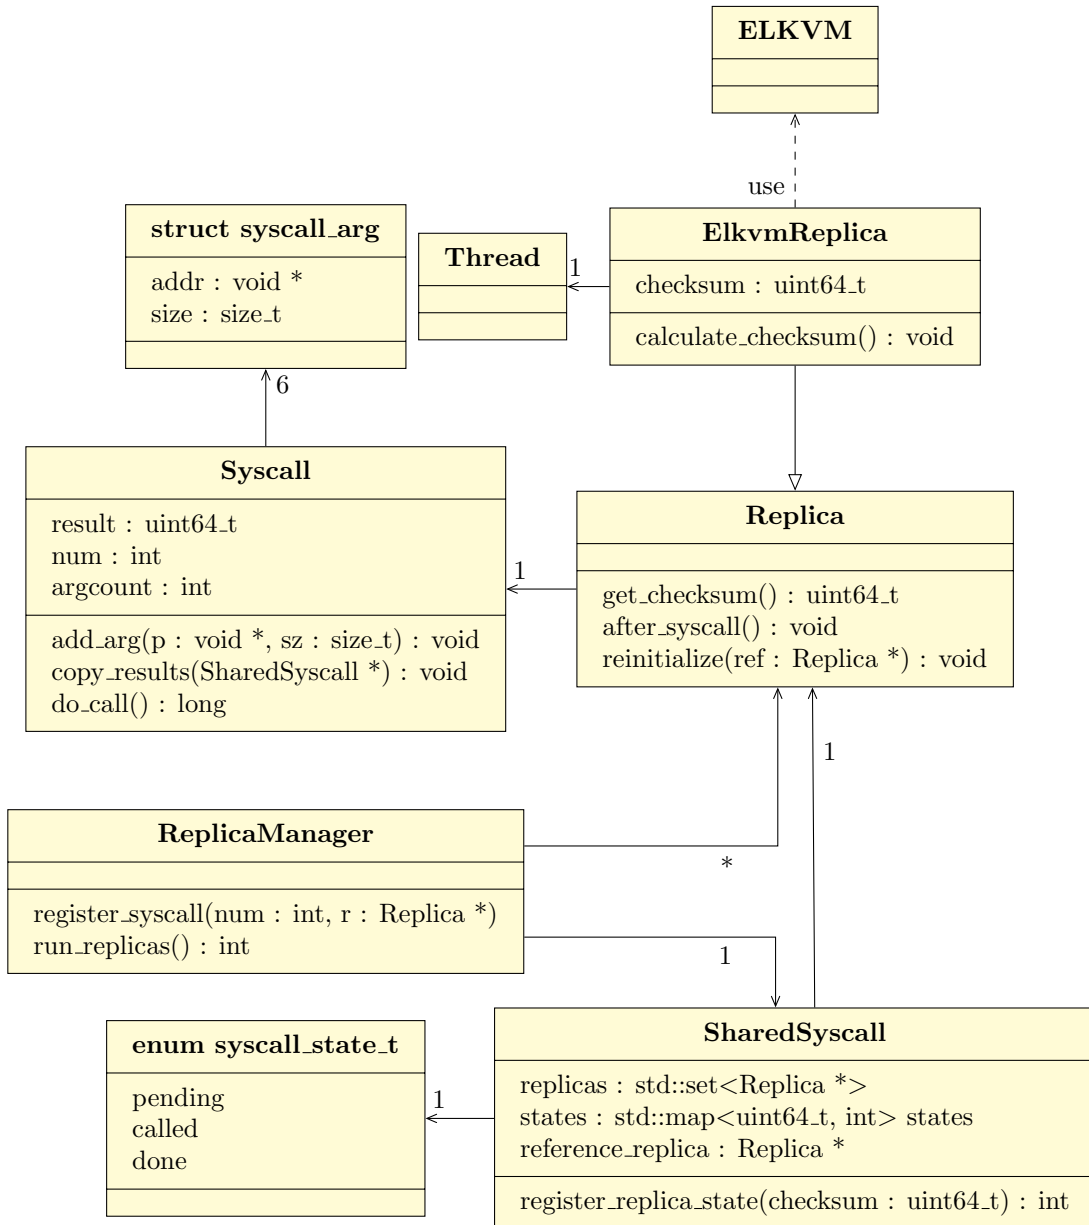 ELKVM
use
struct syscall_arg
addr : void *
size : size_t
Thread
1
ElkvmReplica
checksum : uint64_t
calculate_checksum() : void
6
Syscall
result : uint64_t
num : int
argcount : int
add_arg(p : void *, sz : size_t) : void
copy_results(SharedSyscall *) : void
do_call() : long
1
Replica
get_checksum() : uint64_t
after_syscall() : void
reinitialize(ref : Replica *) : void
1
ReplicaManager
register_syscall(num : int, r : Replica *)
run_replicas() : int
*
1
enum syscall_state_t
pending
called
done
1
SharedSyscall
replicas : std::set<Replica *>
states : std::map<uint64_t, int> states
reference_replica : Replica *
register_replica_state(checksum : uint64_t) : int